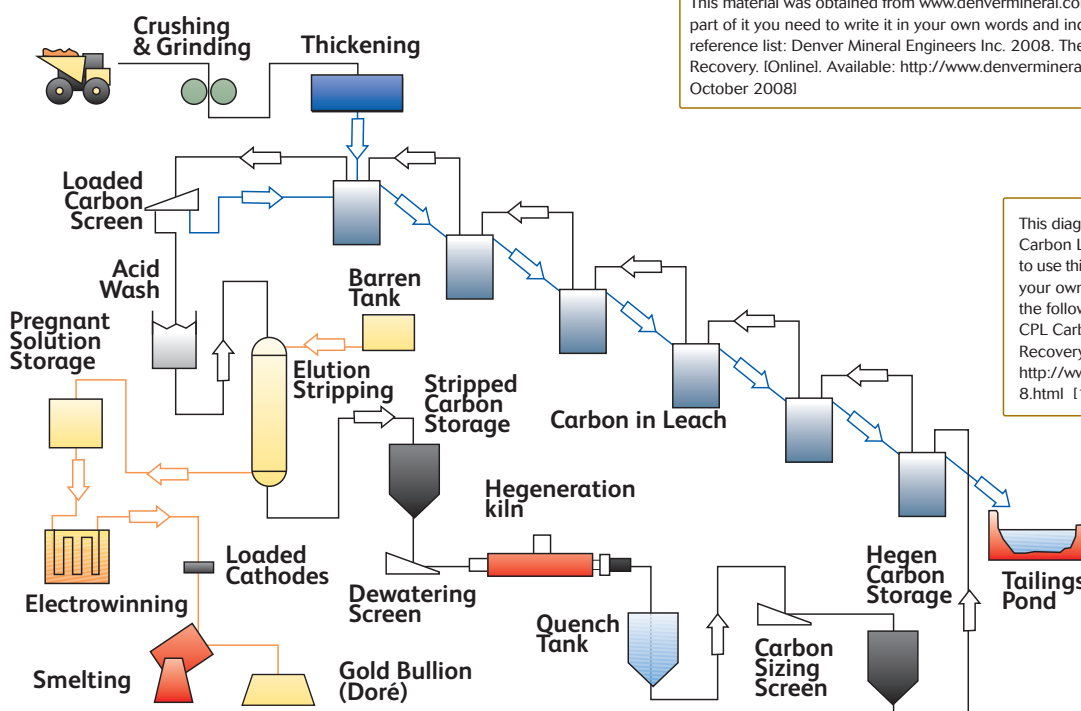 This material was obtained from www.denvermineral.co
part of it you need to write it in your own words and inc
reference list: Denver Mineral Engineers Inc. 2008. The
Recovery. [Online]. Available: http://www.denverminera
October 2008]
Crushing
& Grinding
Thickening
Loaded
Carbon
Screen
This diag
Carbon L
to use thi
your own
the follow
CPL Carb
Recovery
http://ww
8.html [1
Acid
Wash
Barren
Tank
Pregnant
Solution
Storage
Elution
Stripping
Stripped
Carbon
Storage
Carbon in Leach
Hegeneration
kiln
Loaded
Cathodes
Electrowinning
Dewatering
Screen
Hegen
Carbon
Storage
Tailings
Pond
Quench
Tank
Carbon
Sizing
Screen
Smelting
Gold Bullion
(Doré)